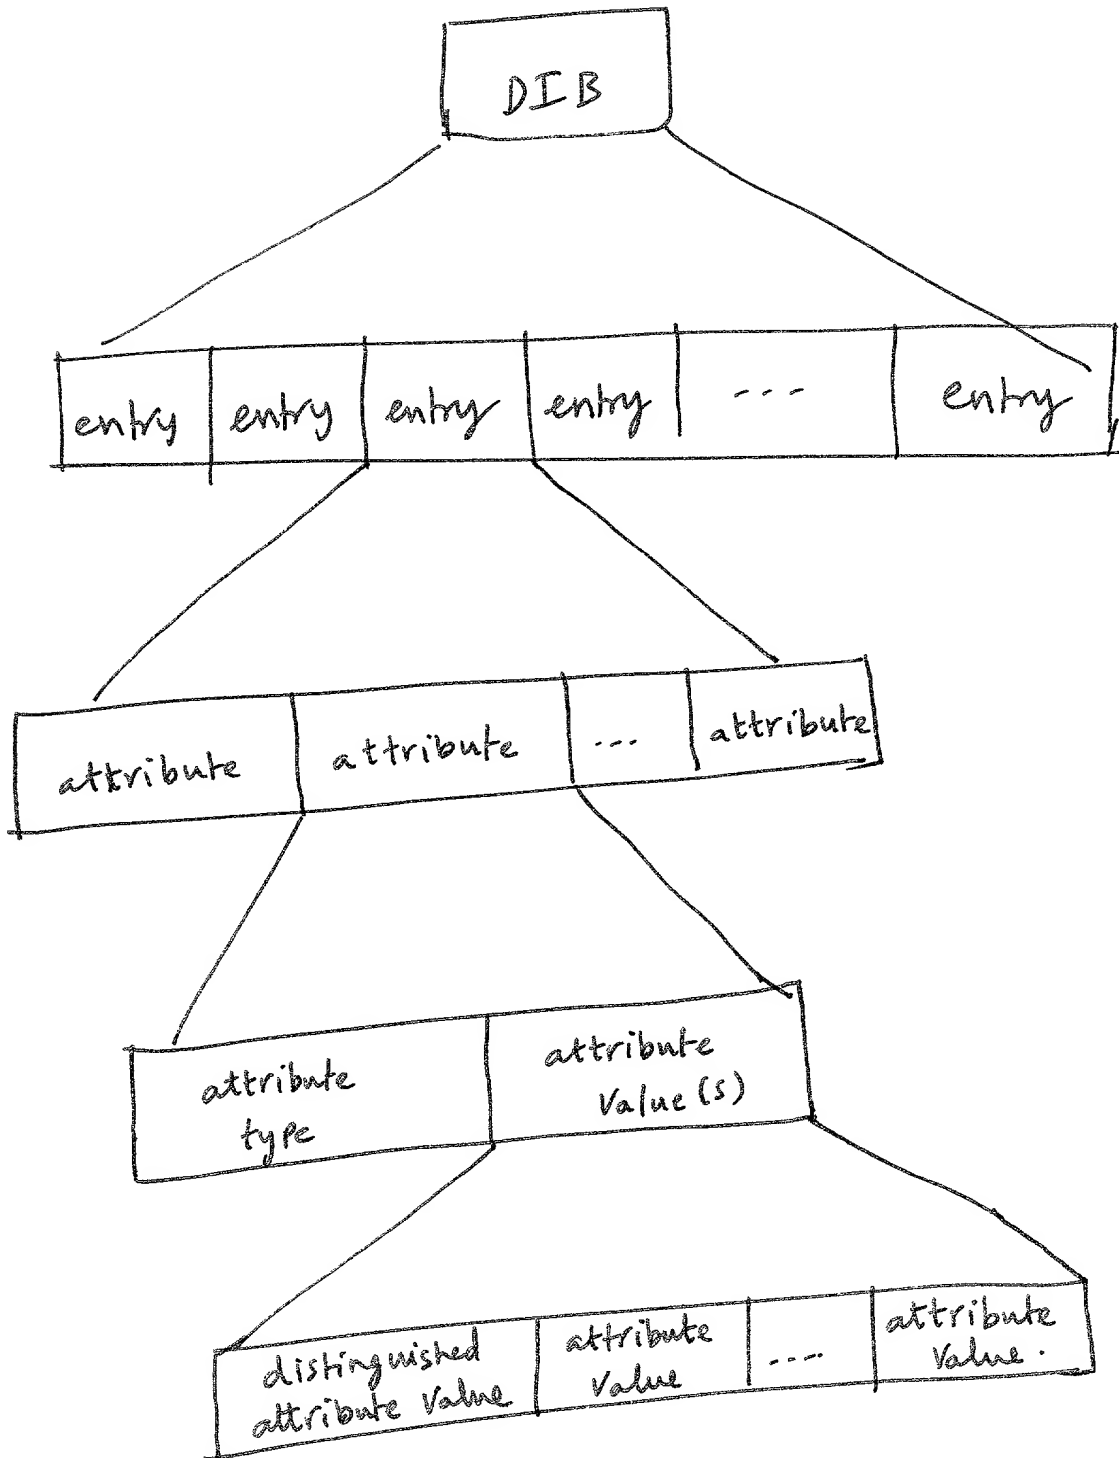 DIB
entry entry entry entry --- entry
attribute attribute ... attribute
attribute type
attribute value(s)
distinguished attribute value
attribute value
....
attribute value.